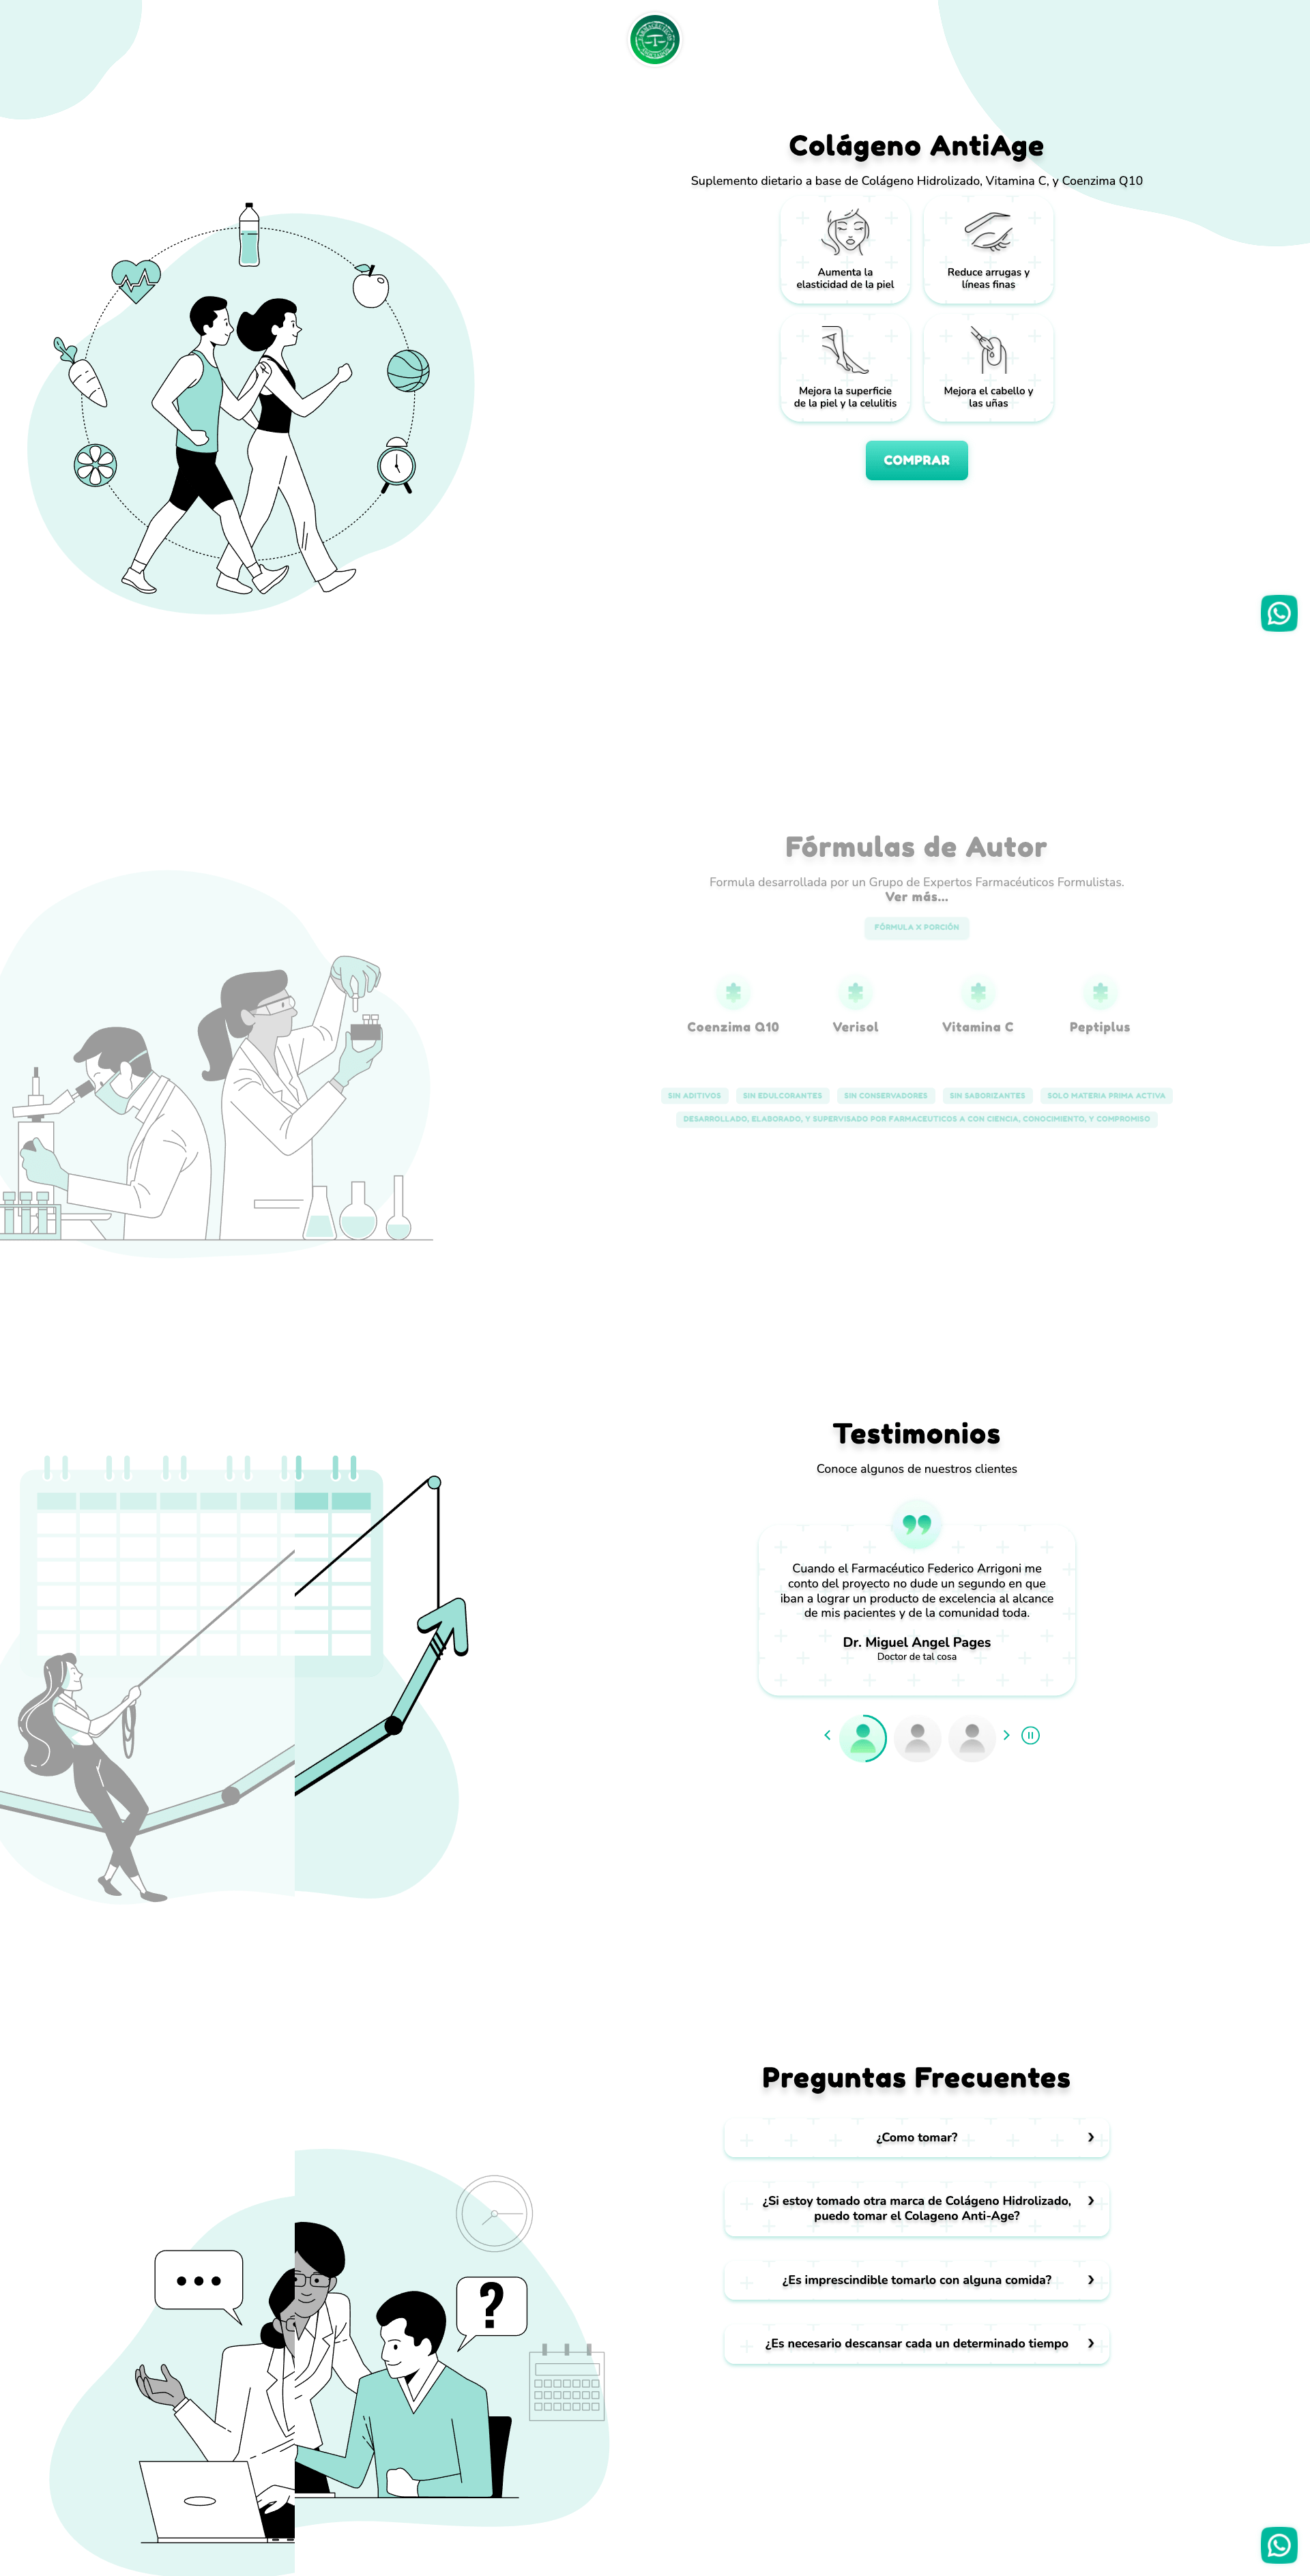 Colágeno AntiAge
Suplemento dietario a base de Colágeno Hidrolizado, Vitamina C, y Coenzima Q10
Aumenta la
elasticidad de la piel
Reduce arrugas y
líneas finas
Mejora la superficie
de la piel y la celulitis
Mejora el cabello y
las uñas
COMPRAR
Fórmulas de Autor
Formula desarrollada por un Grupo de Expertos Farmacéuticos Formulistas.
Ver más...
FÓRMULA X PORCIÓN
Coenzima Q10
Verisol
Vitamina C
Peptiplus
SIN ADITIVOS
SIN EDULCORANTES
SIN CONSERVADORES
SIN SABORIZANTES
SOLO MATERIA PRIMA ACTIVA
DESARROLLADO, ELABORADO, Y SUPERVISADO POR FARMACEUTICOS A CON CIENCIA, CONOCIMIENTO, Y COMPROMISO
Testimonios
Conoce algunos de nuestros clientes
Cuando el Farmacéutico Federico Arrigoni me
conto del proyecto no dude un segundo en que
iban a lograr un producto de excelencia al alcance
de mis pacientes y de la comunidad toda.
Dr. Miguel Angel Pages
Doctor de tal cosa
Preguntas Frecuentes
¿Como tomar?
¿Si estoy tomado otra marca de Colágeno Hidrolizado,
puedo tomar el Colageno Anti-Age?
?
¿Es imprescindible tomarlo con alguna comida?
¿Es necesario descansar cada un determinado tiempo